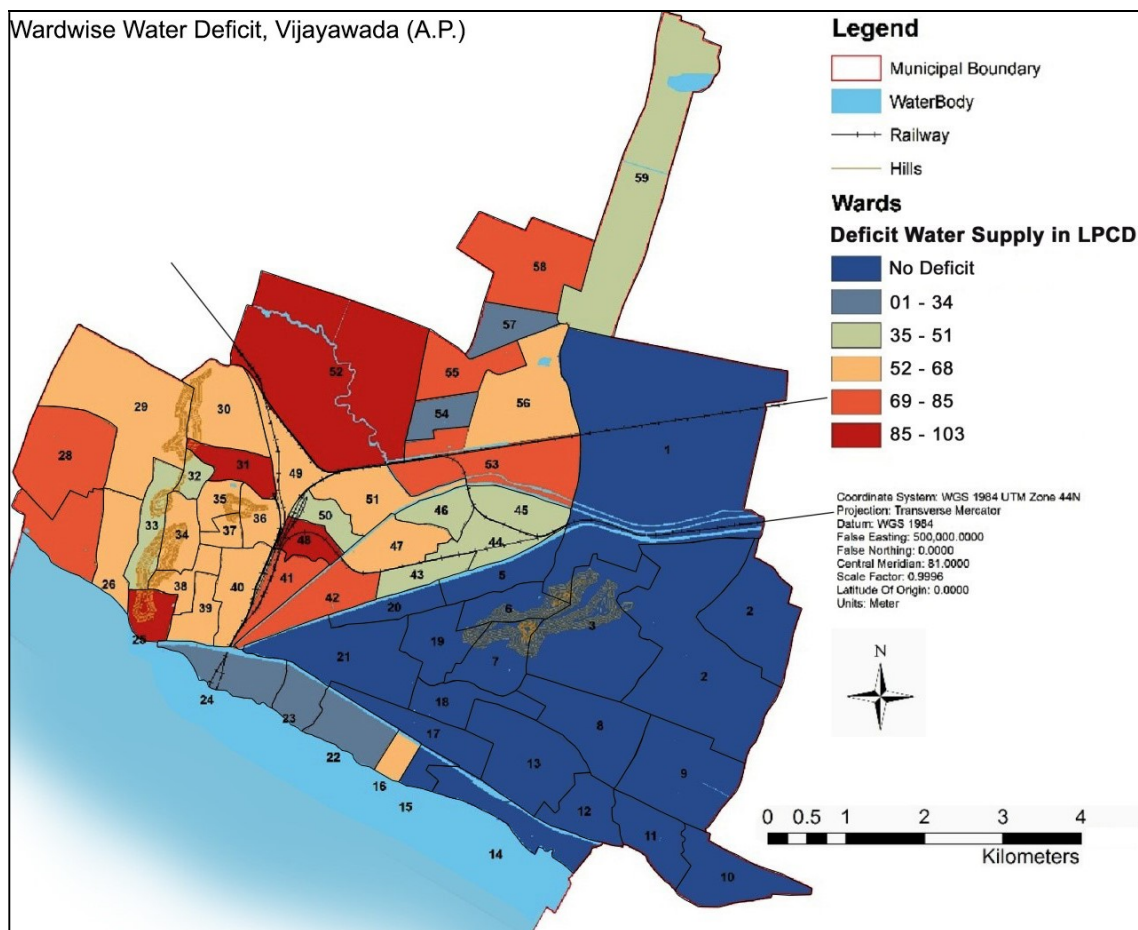 Wardwise Water Deficit, Vijayawada (A.P.)
Legend
Municipal Boundary
WaterBody
Railway
Hills
Wards
Deficit Water Supply in LPCD
No Deficit
01 - 34
35 - 51
52 - 68
69 - 85
85 - 103
Coordinate System: WGS 1984 UTM Zone 44N
Projection: Transverse Mercator
Datum: WGS 1984
False Easting: 500,000.0000
False Northing: 0.0000
Central Meridian: 81.0000
Scale Factor: 0.9996
Latitude Of Origin: 0.0000
Units: Meter
N
0 0.5 1 2 3 4
Kilometers
59
58
57
52
55
54
56
29
30
1
28
31
49
53
32
35
51
33
36
50
46
45
34
37
48
47
44
26
38
40
41
43
5
39
42
20
6
3
2
25
21
19
7
2
24
18
23
17
8
22
13
9
16
15
12
11
14
10